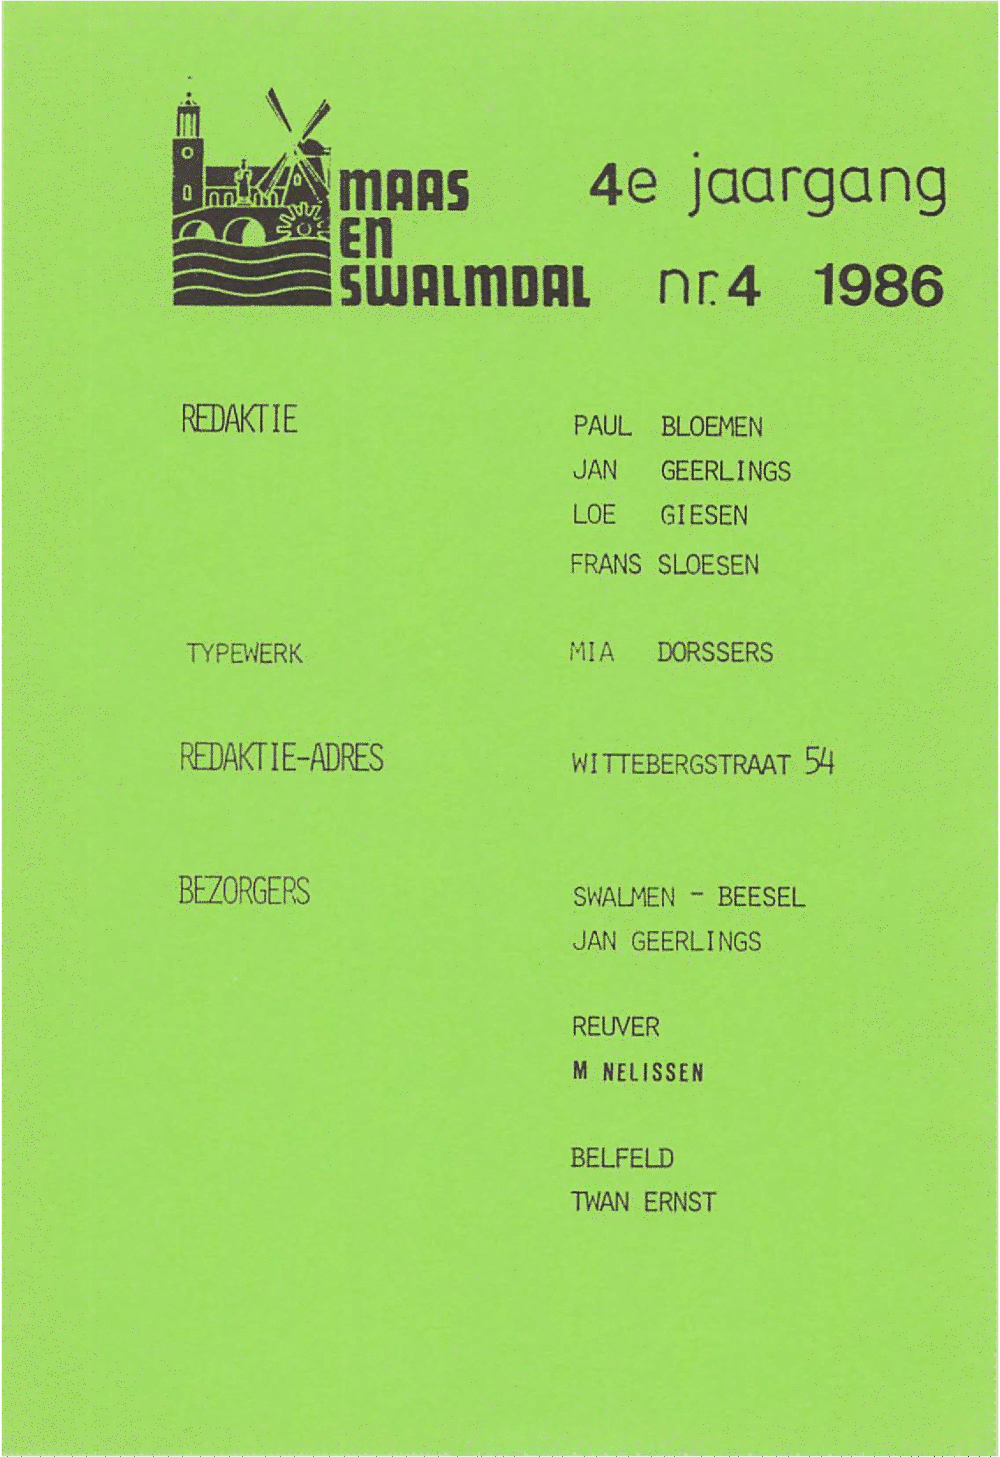 MAAS
EN
SWALMDAL
4e jaargang
nr. 4 1986
REDAKTIE
PAUL BLOEMEN
JAN GEERLINGS
LOE GIESEN
FRANS SLOESEN
TYPEWERK
MIA DORSSERS
REDAKTIE-ADRES
WITTEBERGSTRAAT 54
BEZORGERS
SWALMEN - BEESEL
JAN GEERLINGS
REUVER
M NELISSEN
BELFELD
TWAN ERNST